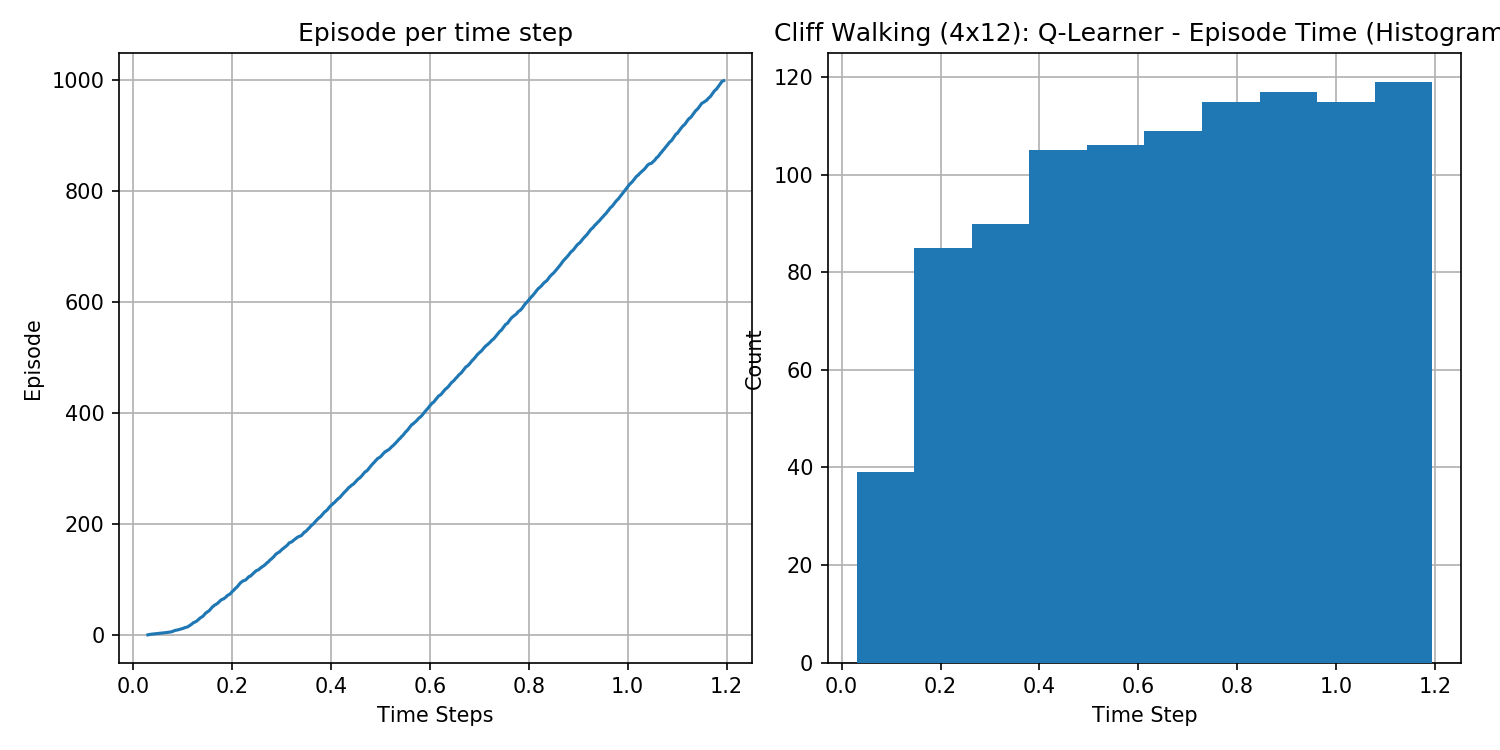 Episode per time step
Episode
1000
800
600
400
200
0
0.0 0.2 0.4 0.6 0.8 1.0 1.2
Time Steps
Cliff Walking (4x12): Q-Learner - Episode Time (Histogram
Count
120
100
80
60
40
20
0
0.0 0.2 0.4 0.6 0.8 1.0 1.2
Time Step